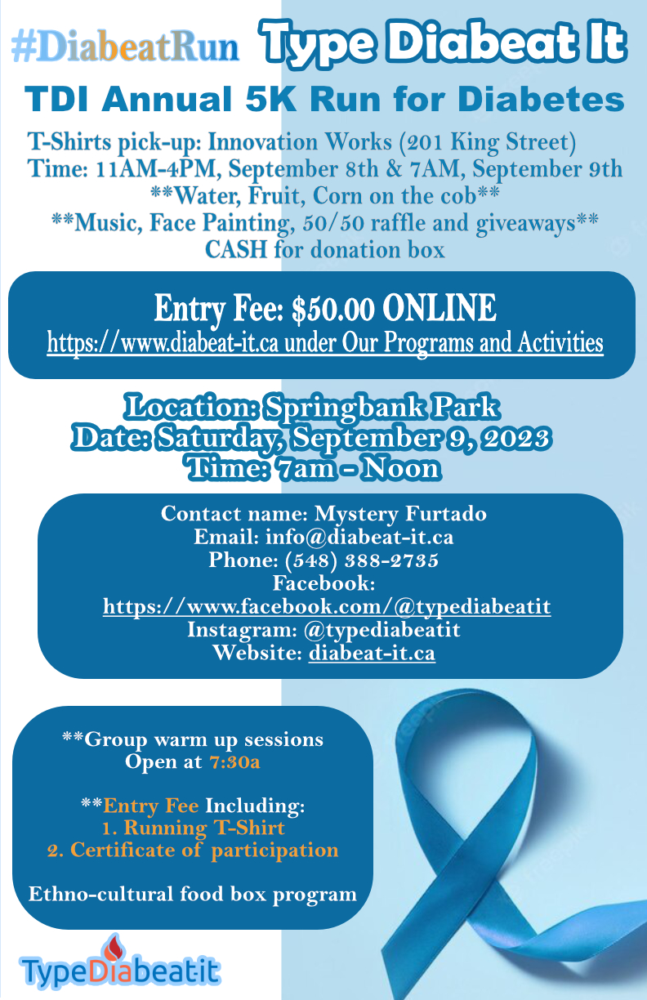 #DiabeatRun Type Diabeat It
TDI Annual 5K Run for Diabetes
T-Shirts pick-up: Innovation Works (201 King Street)
Time: 11AM-4PM, September 8th & 7AM, September 9th
**Water, Fruit, Corn on the cob**
**Music, Face Painting, 50/50 raffle and giveaways**
CASH for donation box
Entry Fee: $50.00 ONLINE
https://www.diabeat-it.ca under Our Programs and Activities
Location: Springbank Park
Date: Saturday, September 9, 2023
Time: 7am - Noon
Contact name: Mystery Furtado
Email: info@diabeat-it.ca
Phone: (548) 388-2735
Facebook:
https://www.facebook.com/@typediabeatit
Instagram: @typediabeatit
Website: diabeat-it.ca
**Group warm up sessions
Open at 7:30a
**Entry Fee Including:
1. Running T-Shirt
2. Certificate of participation
Ethno-cultural food box program
TypeDiabeat-it